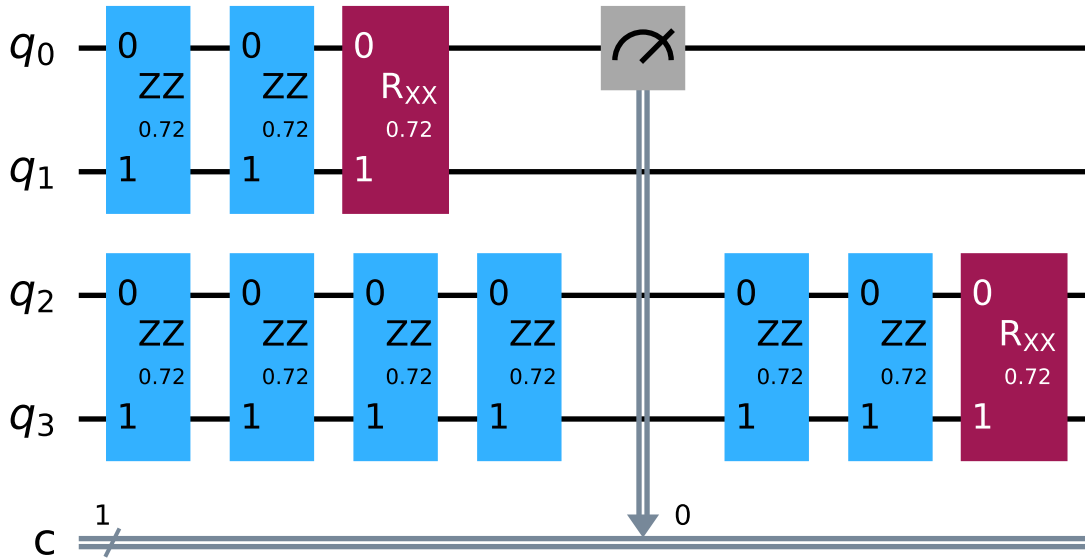 q0 0 0 0
ZZ ZZ RXX
0.72 0.72 0.72
q1 1 1 1
q2 0 0 0 0 0 0 0
ZZ ZZ ZZ ZZ ZZ ZZ RXX
0.72 0.72 0.72 0.72 0.72 0.72 0.72
q3 1 1 1 1 1 1 1
1 0
c